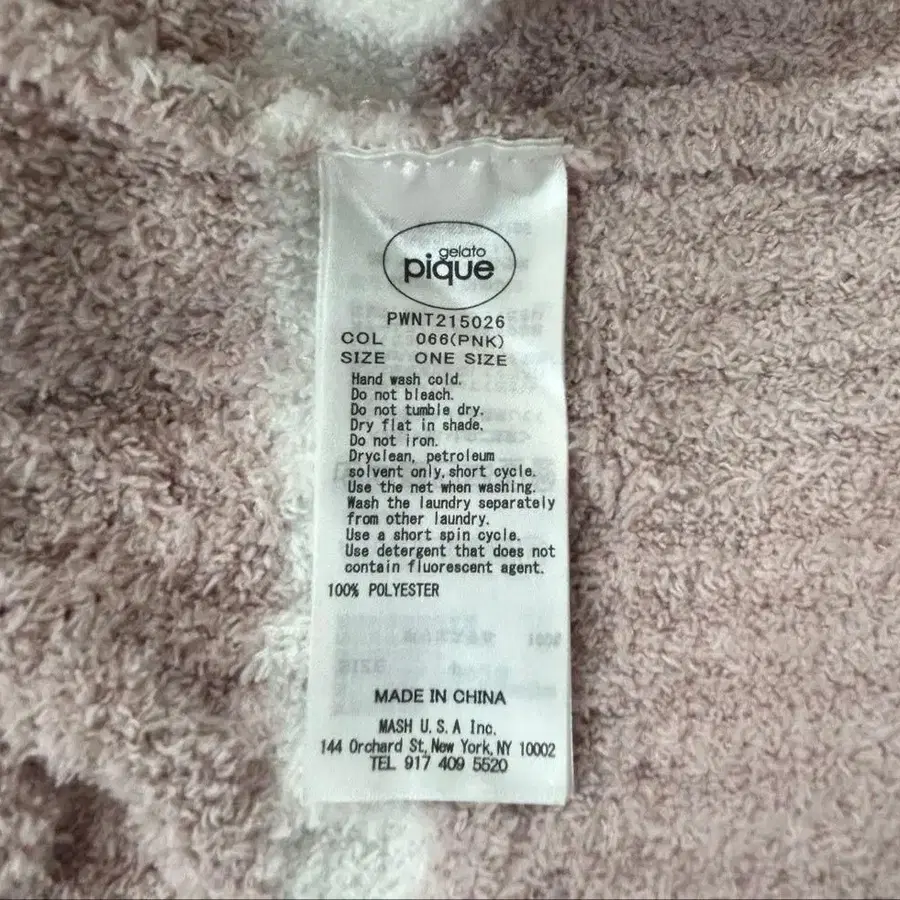 gelato
pique
PWNT215026
COL 066(PNK)
SIZE ONE SIZE
Hand wash cold.
Do not bleach.
Do not tumble dry.
Dry flat in shade.
Do not iron.
Dryclean, petroleum
solvent only, short cycle.
Use the net when washing.
Wash the laundry separately
from other laundry.
Use a short spin cycle.
Use detergent that does not
contain fluorescent agent.
100% POLYESTER
MADE IN CHINA
MASH U.S.A Inc.
144 Orchard St, New York, NY 10002
TEL 917 409 5520